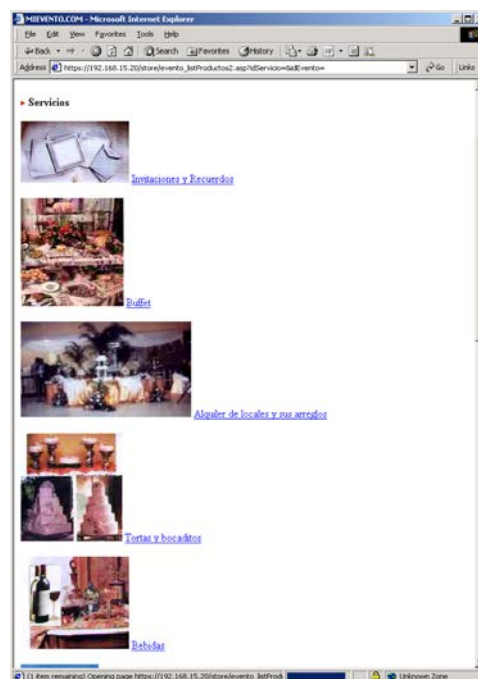 MIEVENTO.COM - Microsoft Internet Explorer
File Edit View Favorites Tools Help
Back Search Favorites History
Address https://192.168.15.20/store/evento_listProductos2.asp?idServicio=&idEvento= Go Links
Servicios
Invitaciones y Recuerdos
Buffet
Alquiler de locales y sus arreglos
Tortas y bocaditos
Bebidas
(1 item remaining) Opening page https://192.168.15.20/store/evento_listProdu Unknown Zone